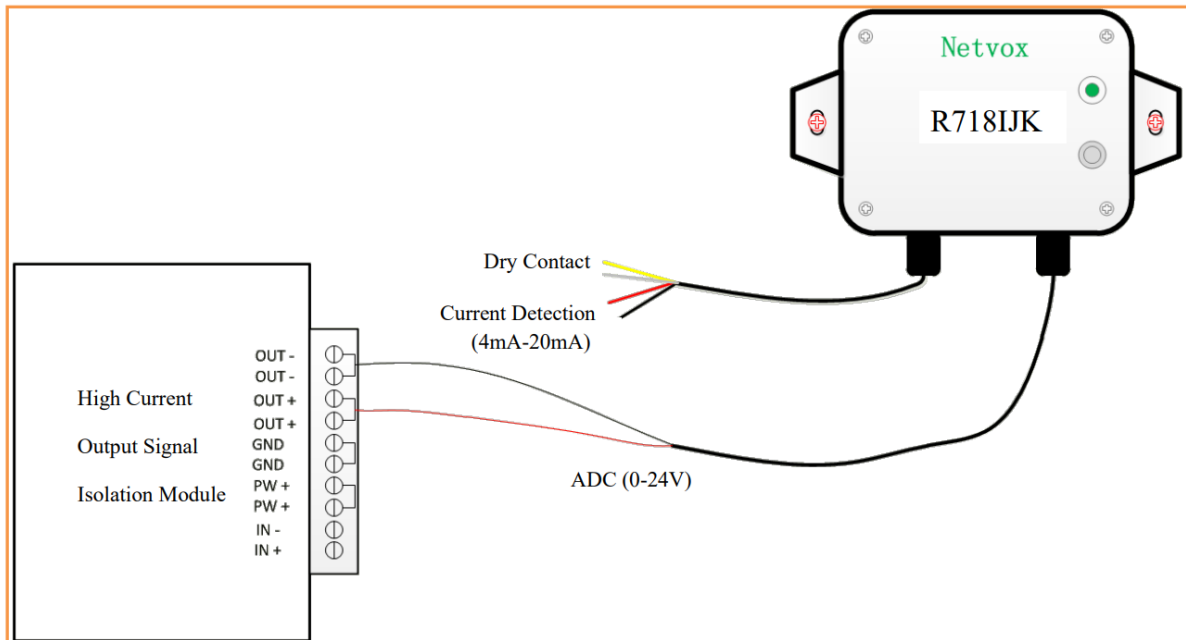 Netvox
R718IJK
Dry Contact
Current Detection
(4mA-20mA)
OUT -
OUT -
OUT +
OUT +
GND
GND
PW +
PW +
IN -
IN +
High Current
Output Signal
Isolation Module
ADC (0-24V)